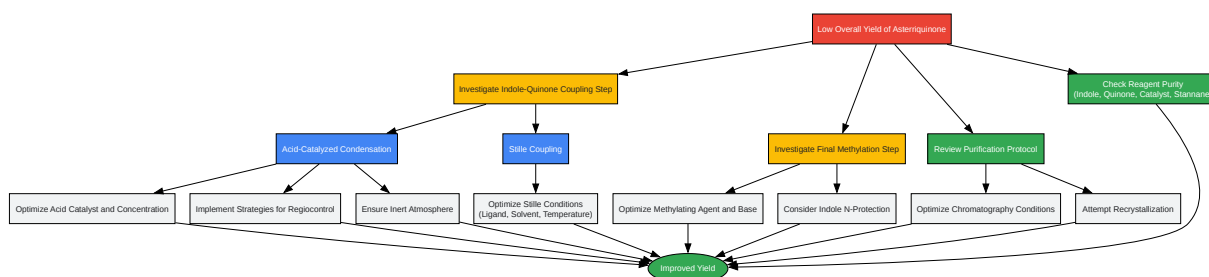 Low Overall Yield of Asterriquinone
Investigate Indole-Quinone Coupling Step
Check Reagent Purity
(Indole, Quinone, Catalyst, Stannane
Acid-Catalyzed Condensation
Stille Coupling
Investigate Final Methylation Step
Review Purification Protocol
Optimize Acid Catalyst and Concentration
Implement Strategies for Regiocontrol
Ensure Inert Atmosphere
Optimize Stille Conditions
(Ligand, Solvent, Temperature)
Optimize Methylating Agent and Base
Consider Indole N-Protection
Optimize Chromatography Conditions
Attempt Recrystallization
Improved Yield